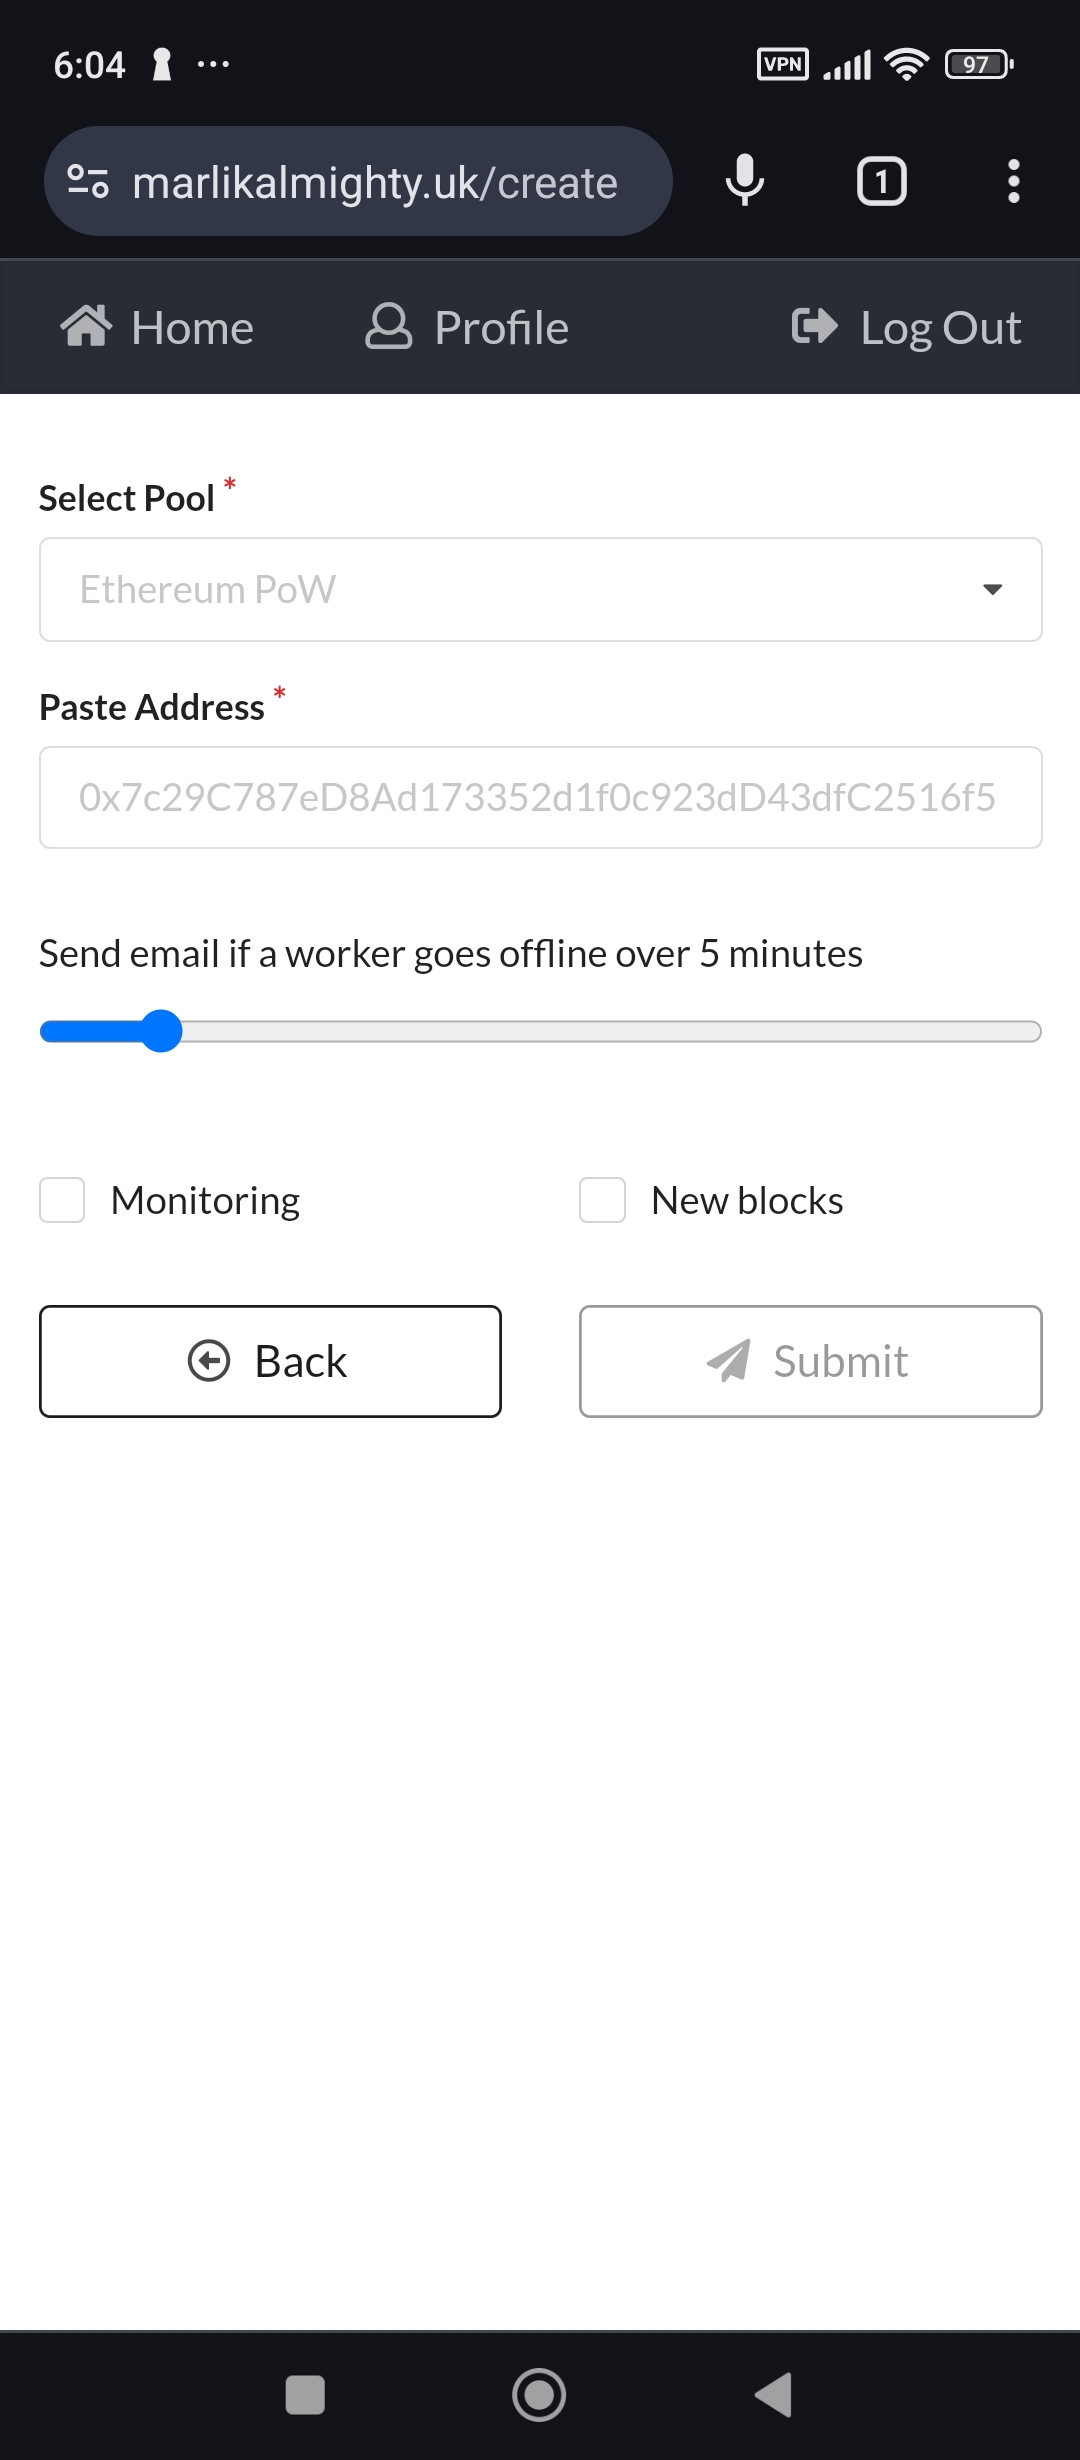 6:04 ... VPN 97
marlikalmighty.uk/create 1
Home Profile Log Out
Select Pool *
Ethereum PoW
Paste Address *
0x7c29C787eD8Ad173352d1f0c923dD43dfC2516f5
Send email if a worker goes offline over 5 minutes
Monitoring New blocks
Back Submit